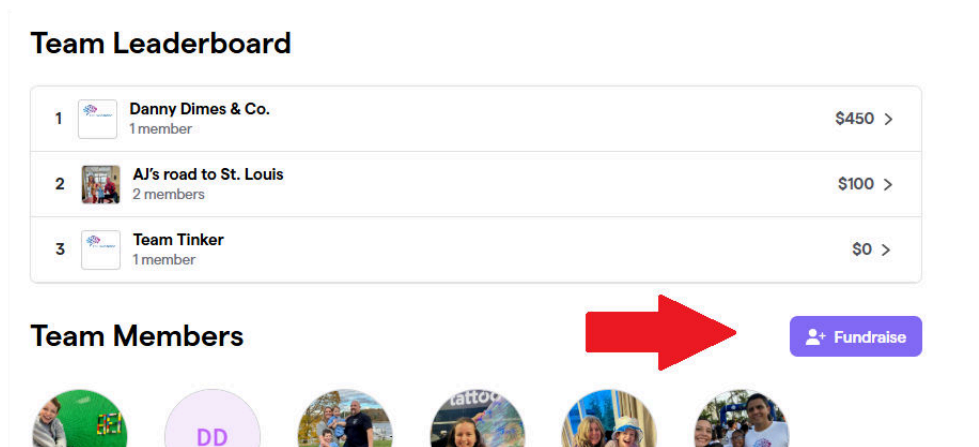 Team Leaderboard
1
Danny Dimes & Co.
1 member
$450 >
2
AJ's road to St. Louis
2 members
$100 >
3
Team Tinker
1 member
$0 >
Team Members
Fundraise
DD
tattoo